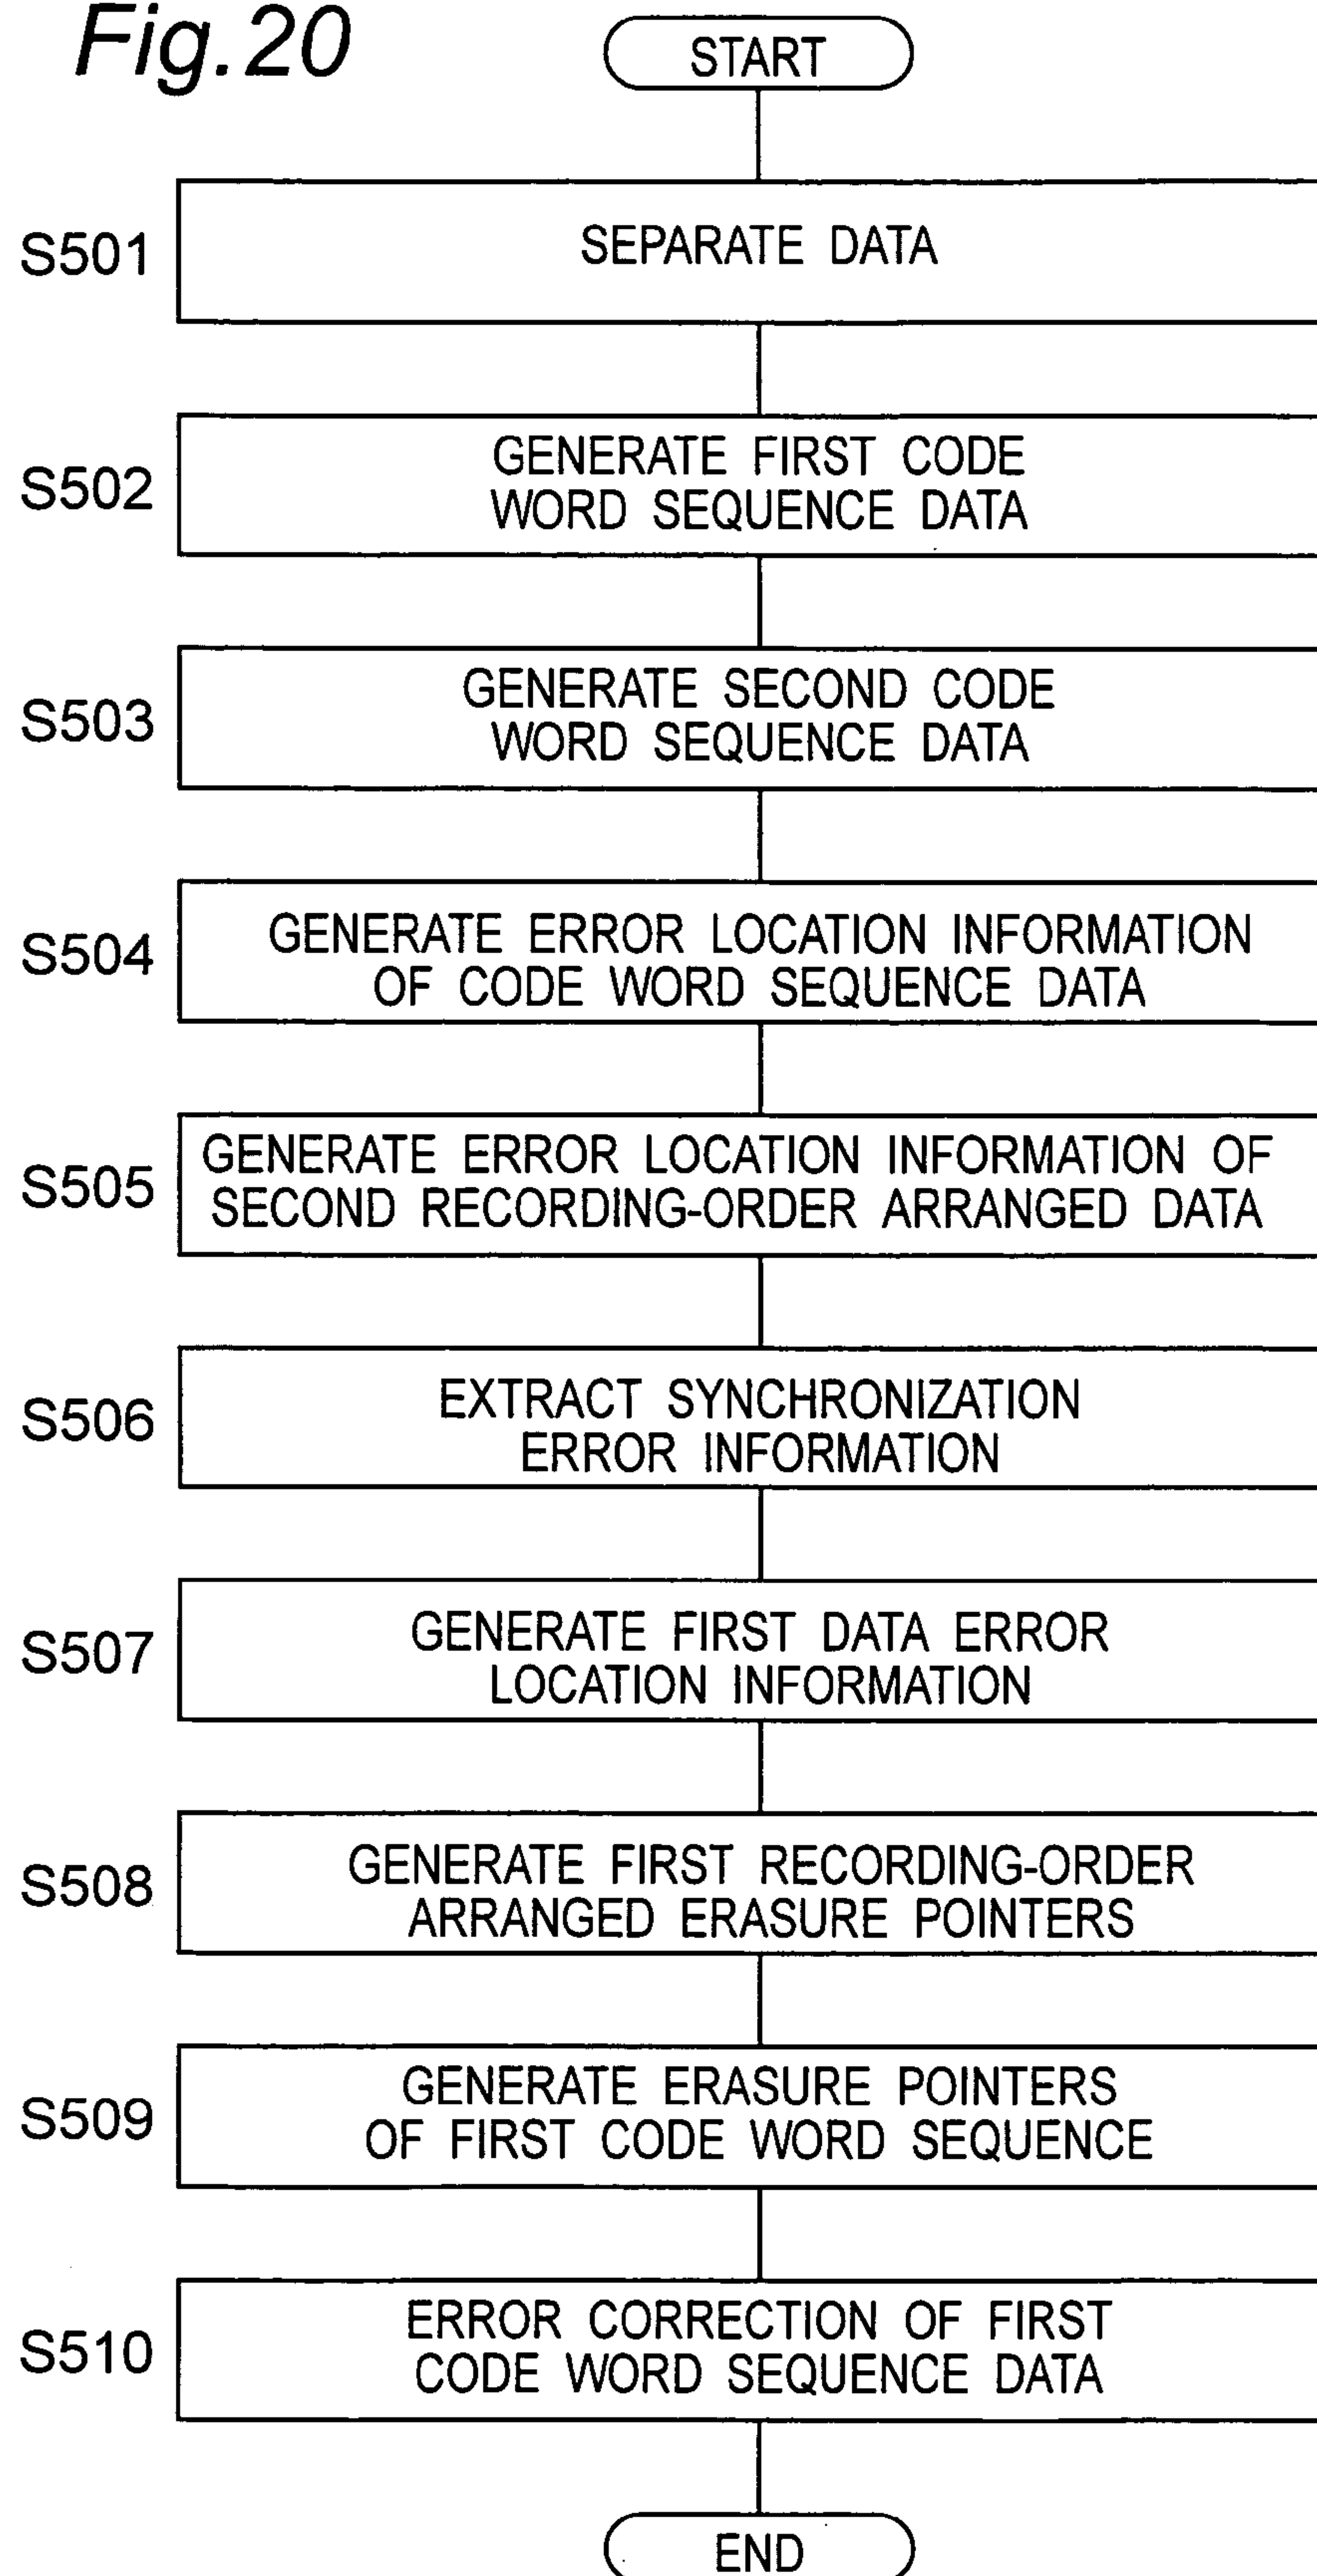 Fig.20
START
S501
SEPARATE DATA
S502
GENERATE FIRST CODE
WORD SEQUENCE DATA
S503
GENERATE SECOND CODE
WORD SEQUENCE DATA
S504
GENERATE ERROR LOCATION INFORMATION
OF CODE WORD SEQUENCE DATA
S505
GENERATE ERROR LOCATION INFORMATION OF
SECOND RECORDING-ORDER ARRANGED DATA
S506
EXTRACT SYNCHRONIZATION
ERROR INFORMATION
S507
GENERATE FIRST DATA ERROR
LOCATION INFORMATION
S508
GENERATE FIRST RECORDING-ORDER
ARRANGED ERASURE POINTERS
S509
GENERATE ERASURE POINTERS
OF FIRST CODE WORD SEQUENCE
S510
ERROR CORRECTION OF FIRST
CODE WORD SEQUENCE DATA
END